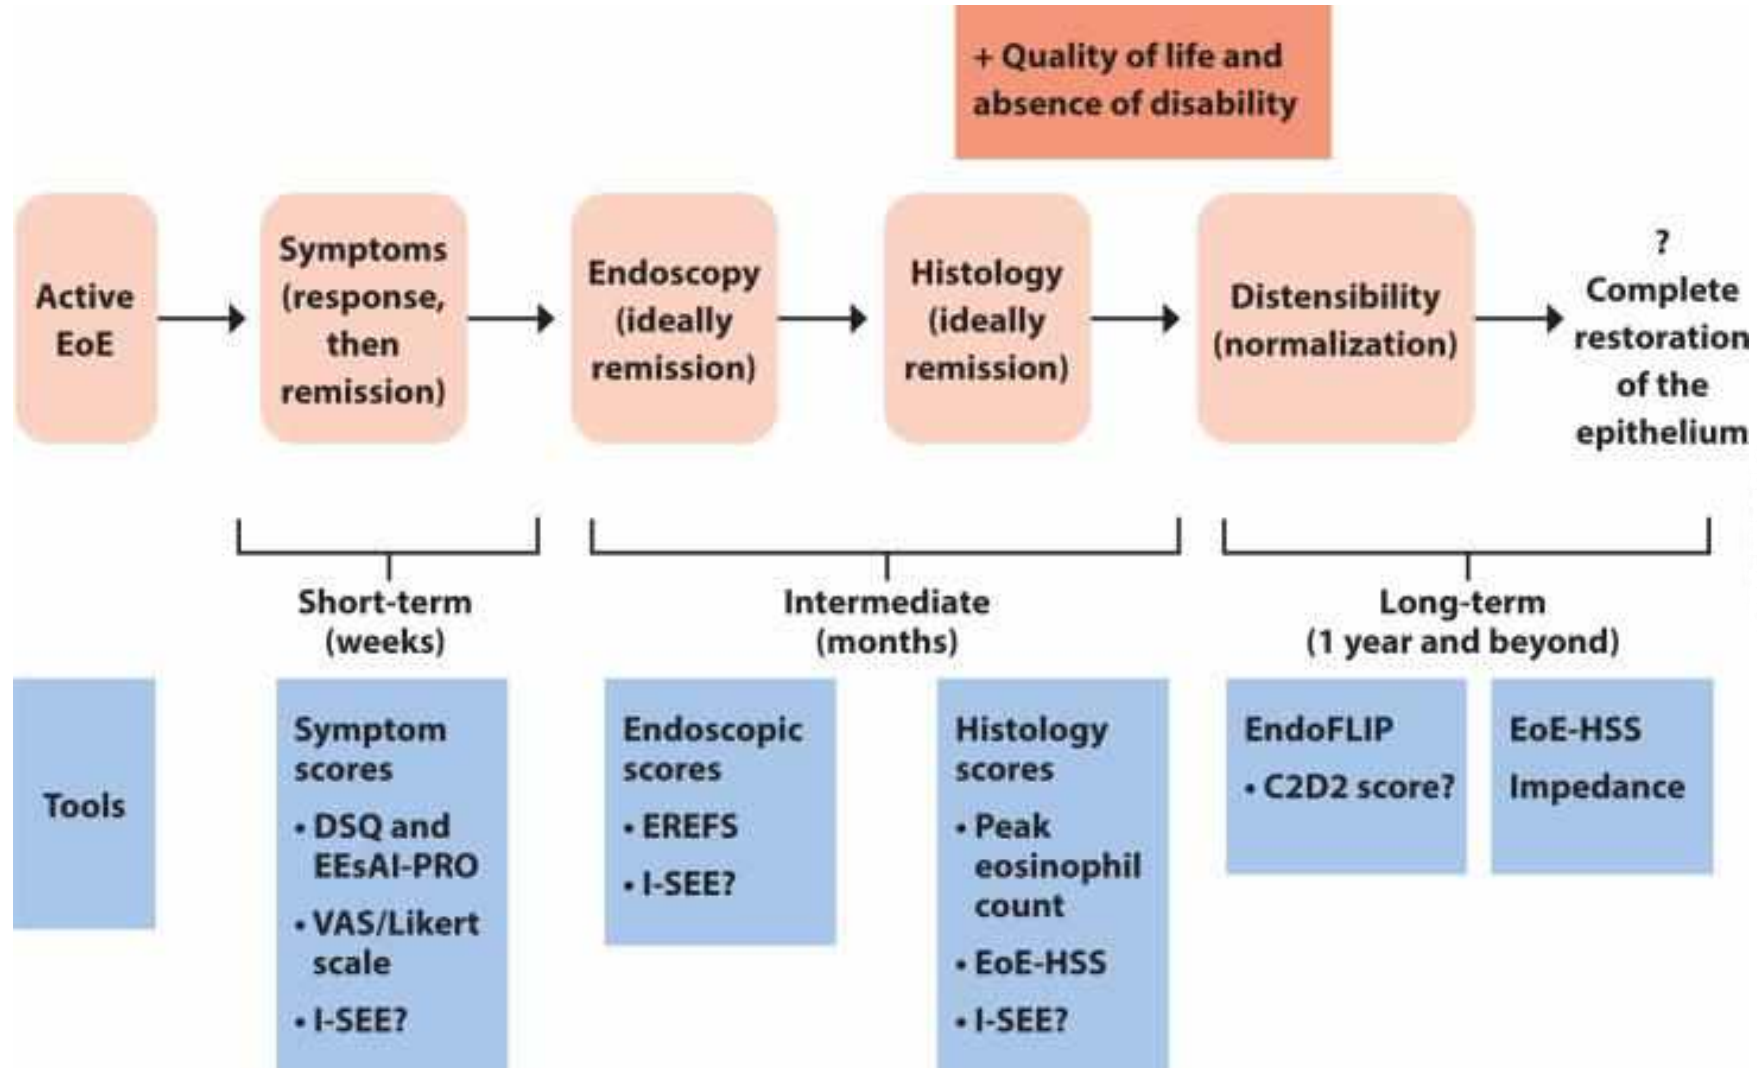 + Quality of life and
absence of disability
Active
EoE
Symptoms
(response,
then
remission)
Endoscopy
(ideally
remission)
Histology
(ideally
remission)
Distensibility
(normalization)
?
Complete
restoration
of the
epithelium
Short-term
(weeks)
Intermediate
(months)
Long-term
(1 year and beyond)
Tools
Symptom
scores
• DSQ and
EEsAI-PRO
• VAS/Likert
scale
• I-SEE?
Endoscopic
scores
• EREFS
• I-SEE?
Histology
scores
• Peak
eosinophil
count
• EoE-HSS
• I-SEE?
EndoFLIP
• C2D2 score?
EoE-HSS
Impedance